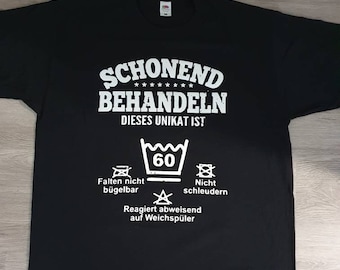 SCHONEND
BEHANDELN
DIESES UNIKAT IST
60
Falten nicht
bügelbar
Nicht
schleudern
Reagiert abweisend
auf Weichspüler